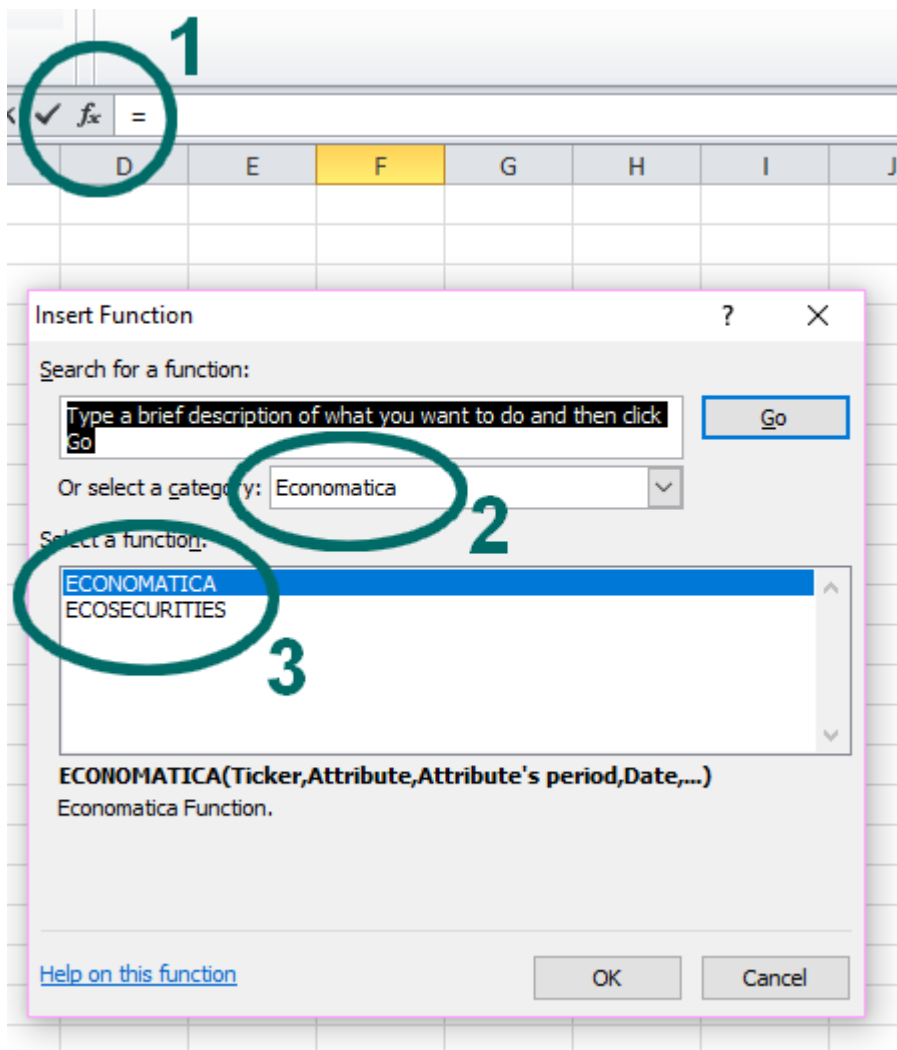 1
fx =
D E F G H I J
Insert Function ?
Search for a function:
Type a brief description of what you want to do and then click
Go
Go
Or select a category: Economatica
2
Select a function:
ECONOMATICA
ECOSECURITIES
3
ECONOMATICA(Ticker,Attribute,Attribute's period,Date,...)
Economatica Function.
Help on this function
OK
Cancel